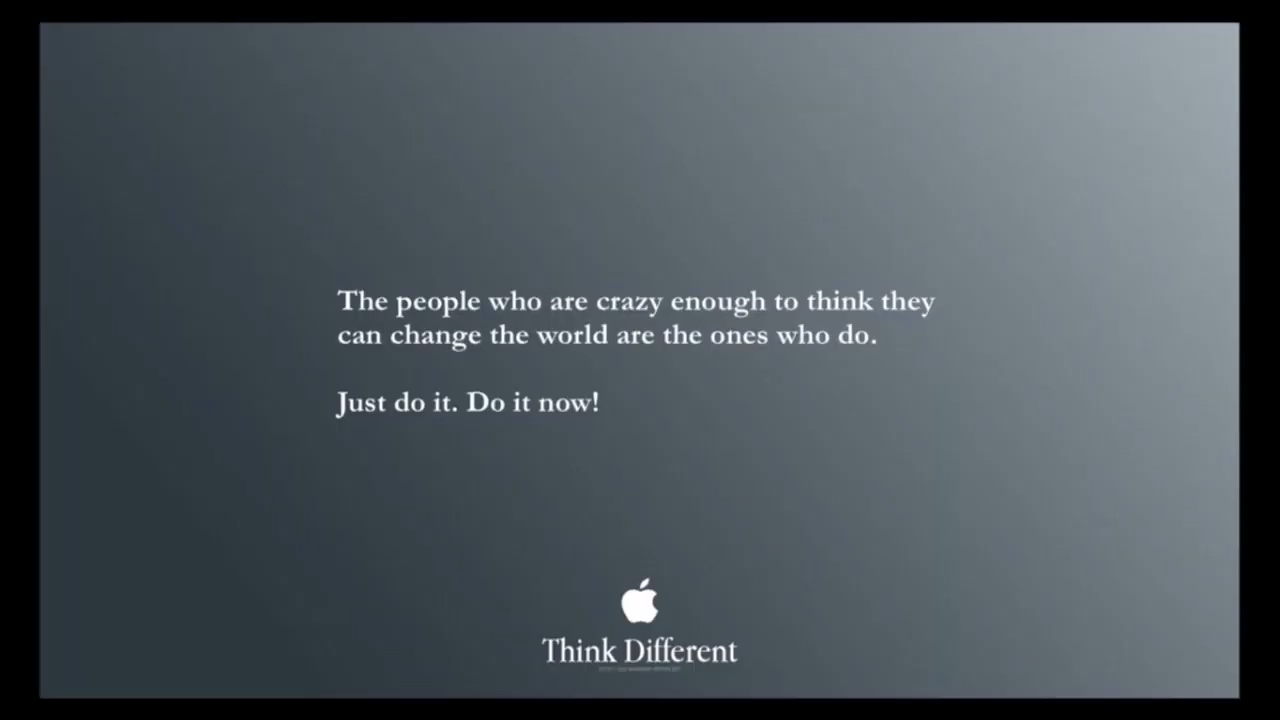 The people who are crazy enough to think they
can change the world are the ones who do.
Just do it. Do it now!
Think Different